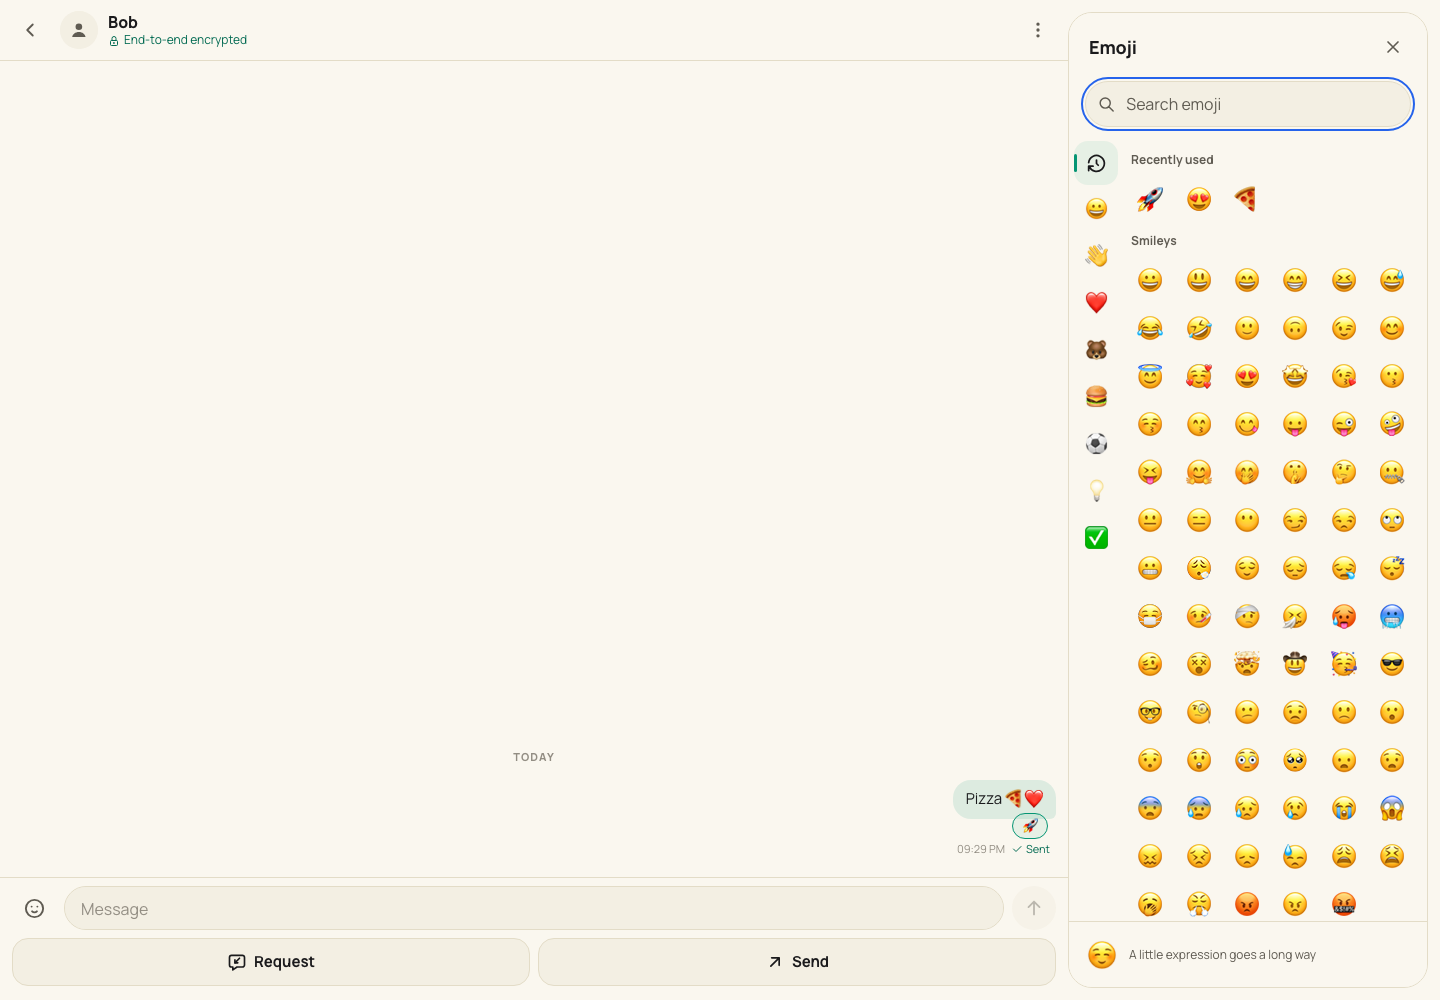 Bob
End-to-end encrypted
TODAY
Pizza 🍕❤️
🚀
09:29 PM Sent
Message
Request
Send
Emoji
Search emoji
Recently used
Smileys
A little expression goes a long way